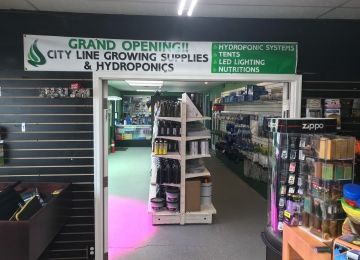 GRAND OPENING!!
CITY LINE GROWING SUPPLIES
& HYDROPONICS
HYDROPONIC SYSTEMS
TENTS
LED LIGHTING
NUTRITIONS
zippo